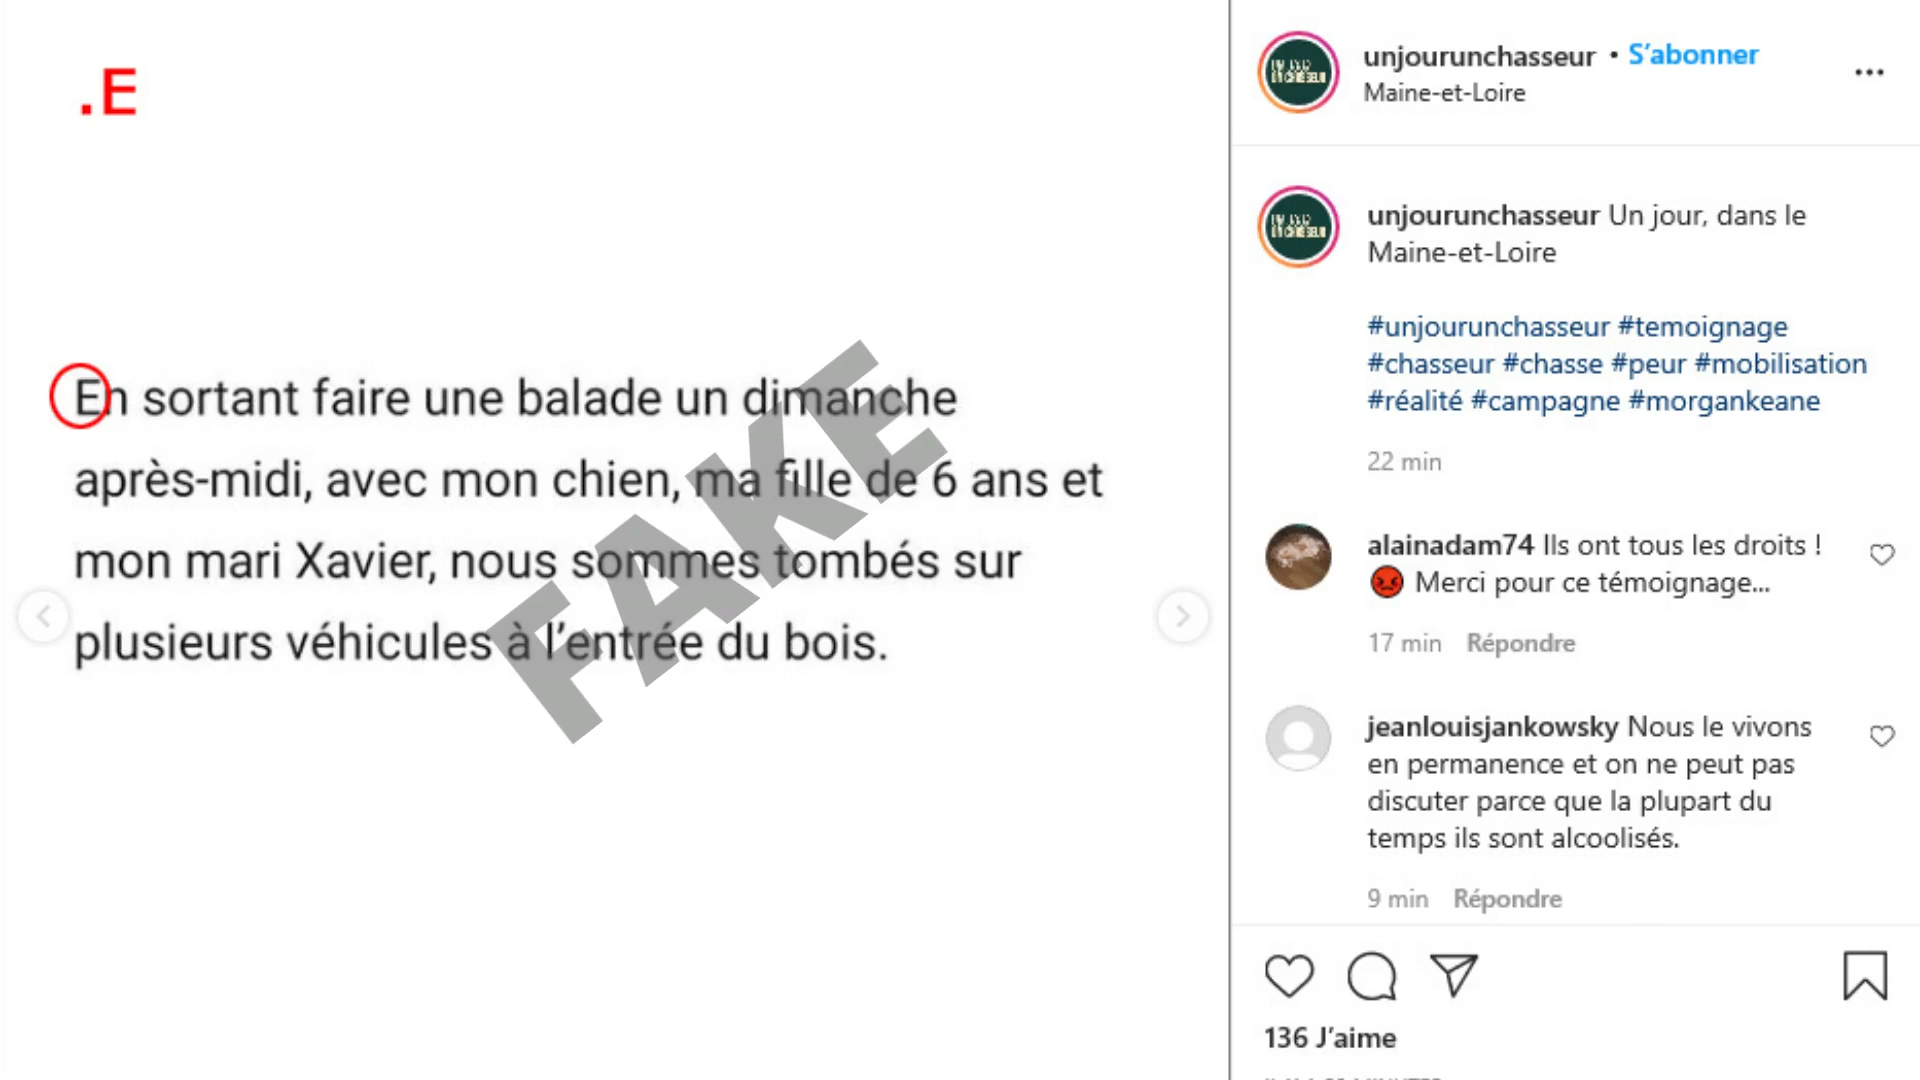 .E
En sortant faire une balade un dimanche
après-midi, avec mon chien, ma fille de 6 ans et
mon mari Xavier, nous sommes tombés sur
plusieurs véhicules à l’entrée du bois.
FAKE
unjourunchasseur • S’abonner
Maine-et-Loire
unjourunchasseur Un jour, dans le
Maine-et-Loire
#unjourunchasseur #temoignage
#chasseur #chasse #peur #mobilisation
#réalité #campagne #morgankeane
22 min
alainadam74 Ils ont tous les droits !
😡 Merci pour ce témoignage...
17 min Répondre
jeanlouisjankowsky Nous le vivons
en permanence et on ne peut pas
discuter parce que la plupart du
temps ils sont alcoolisés.
9 min Répondre
136 J’aime